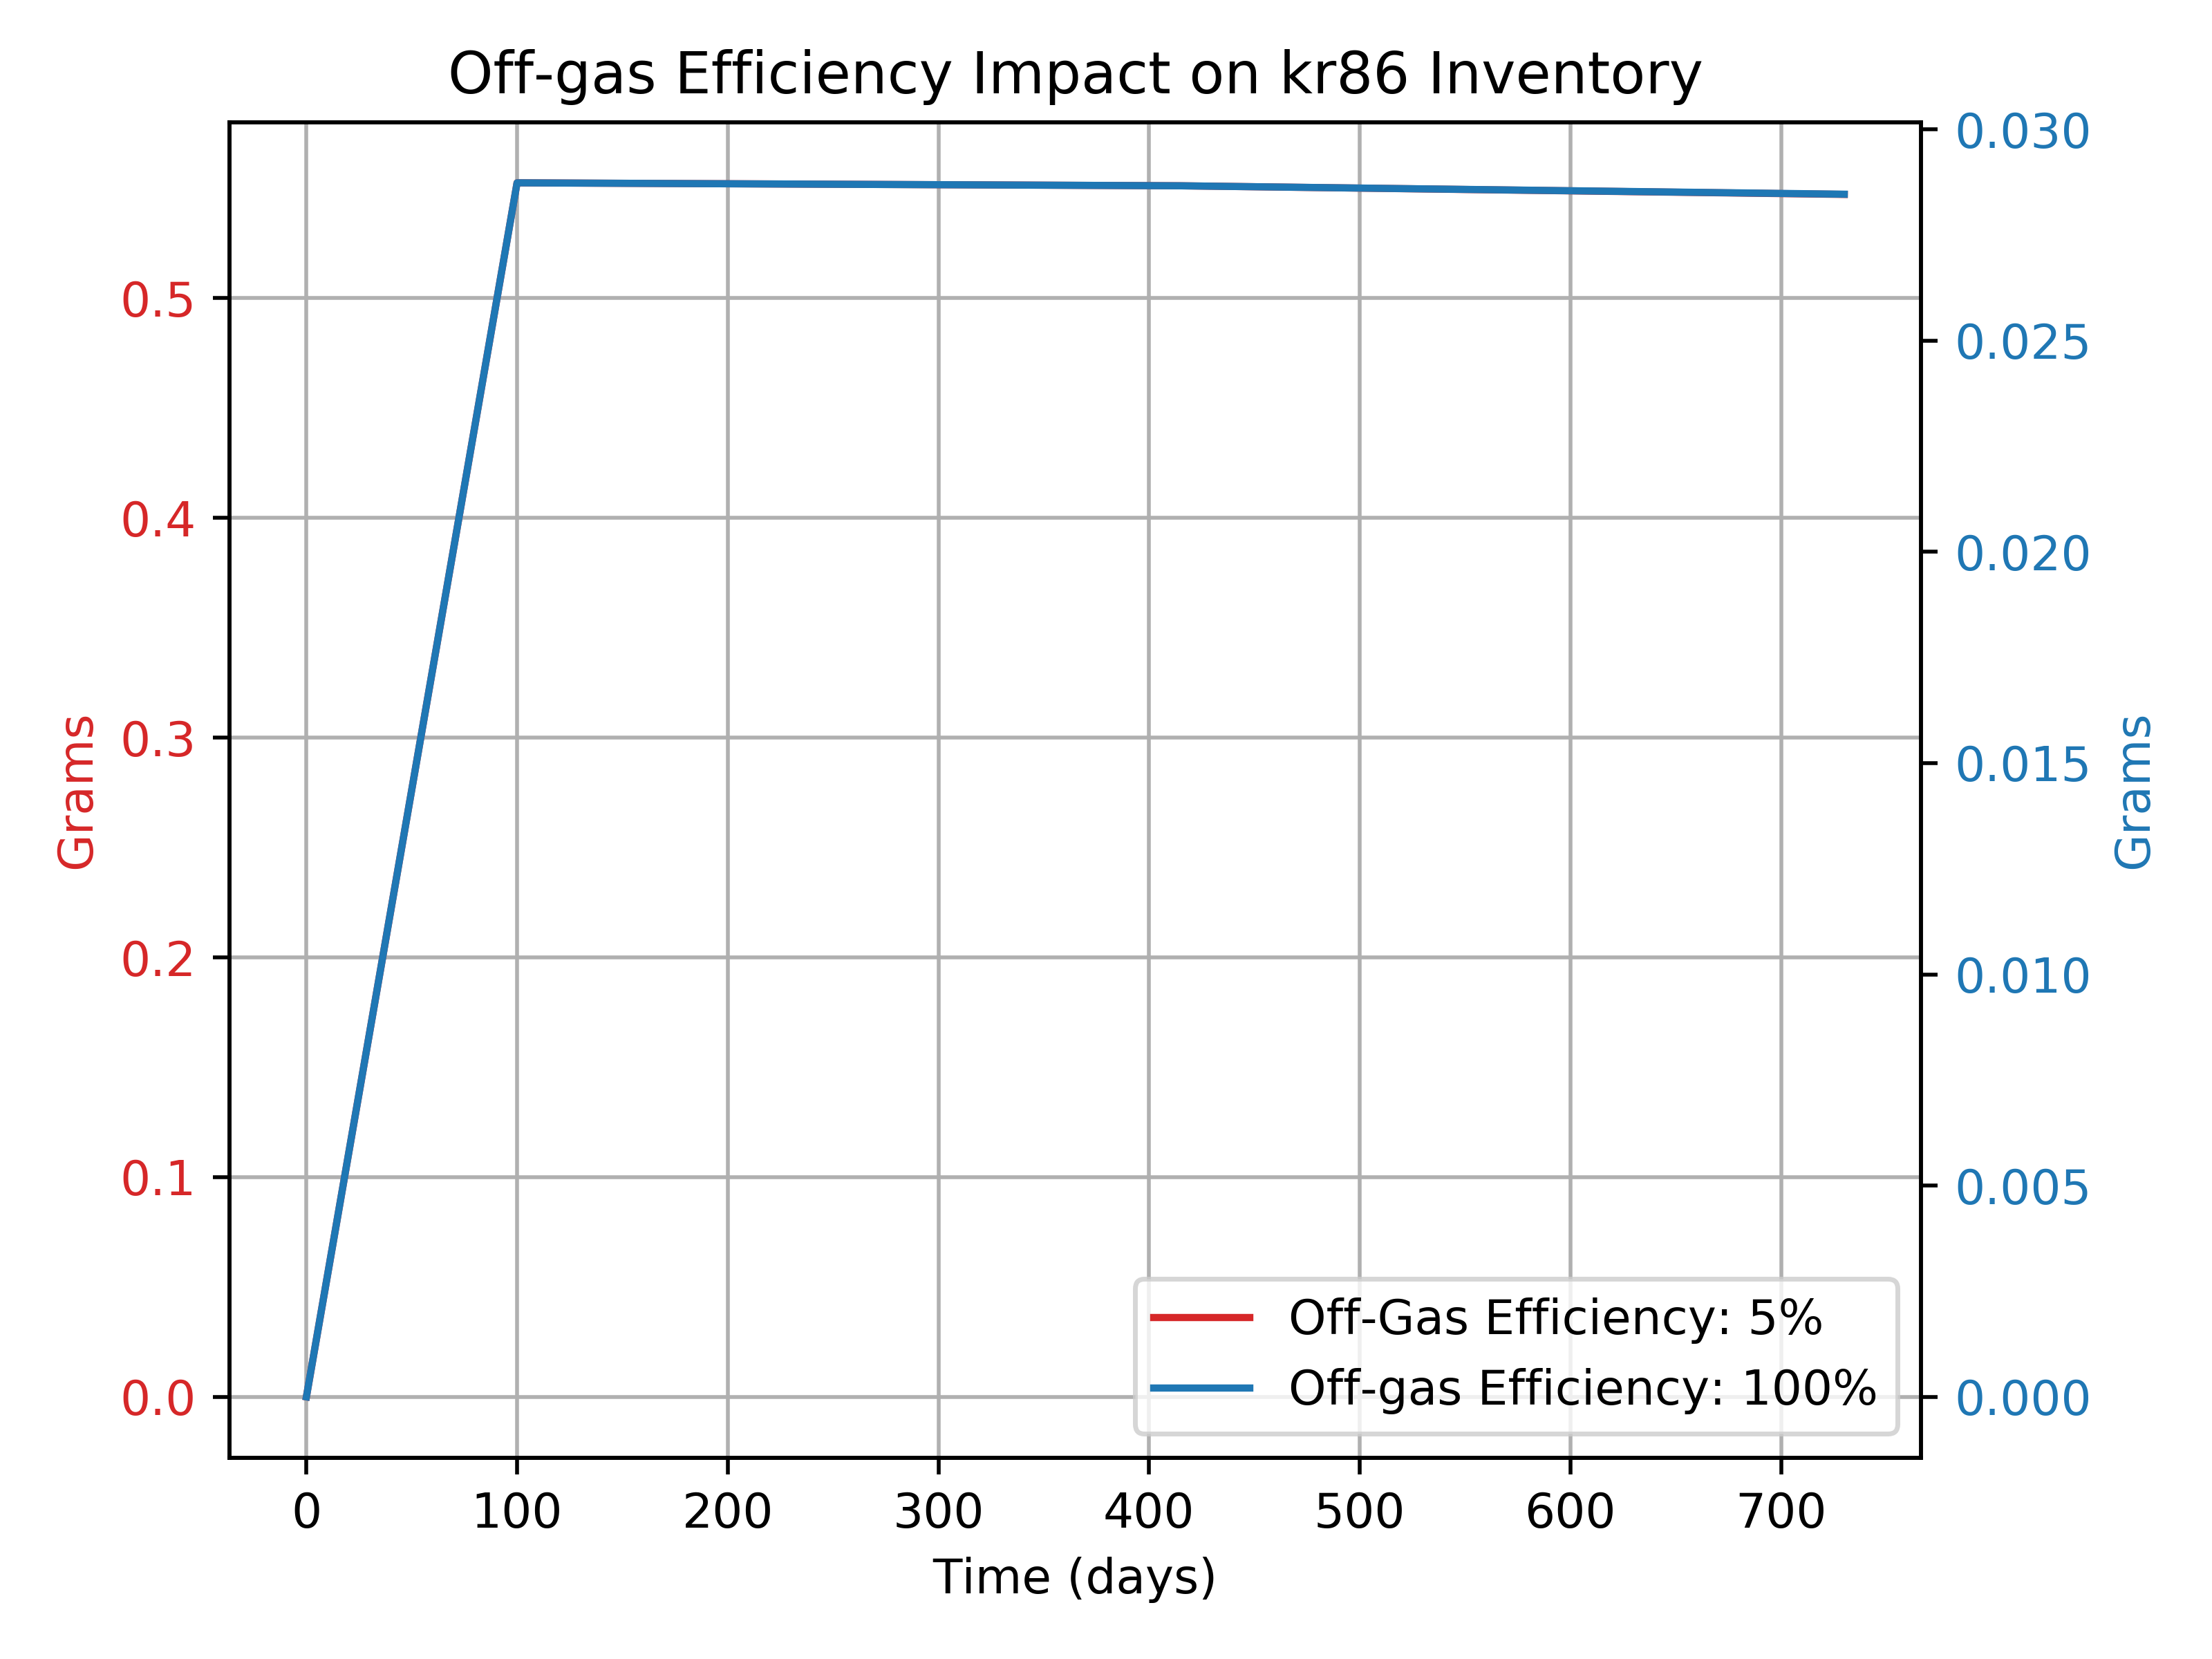 Off-gas Efficiency Impact on kr86 Inventory
0.5
0.4
0.3
0.2
0.1
0.0
Grams
0.030
0.025
0.020
0.015
0.010
0.005
0.000
Grams
Off-Gas Efficiency: 5%
Off-gas Efficiency: 100%
0 100 200 300 400 500 600 700
Time (days)